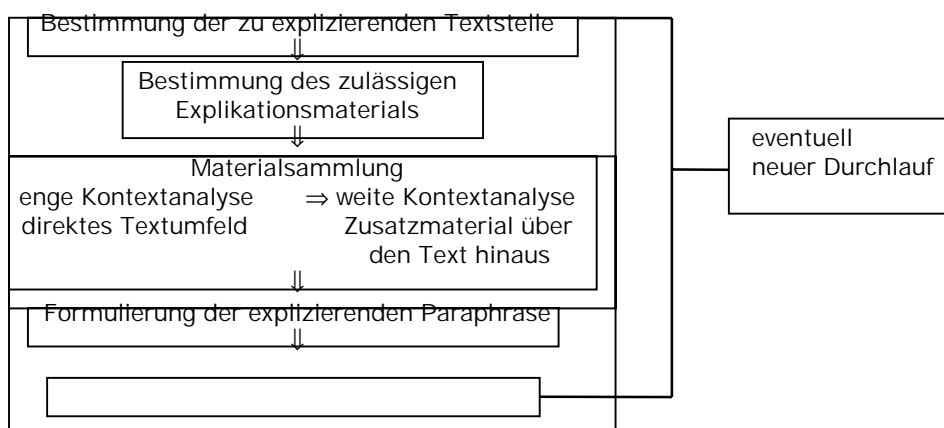 Bestimmung der zu explizierenden Textstelle
⇓
Bestimmung des zulässigen
Explikationsmaterials
⇓
Materialsammlung
enge Kontextanalyse ⇒ weite Kontextanalyse
direktes Textumfeld Zusatzmaterial über
den Text hinaus
⇓
Formulierung der explizierenden Paraphrase
⇓
eventuell
neuer Durchlauf